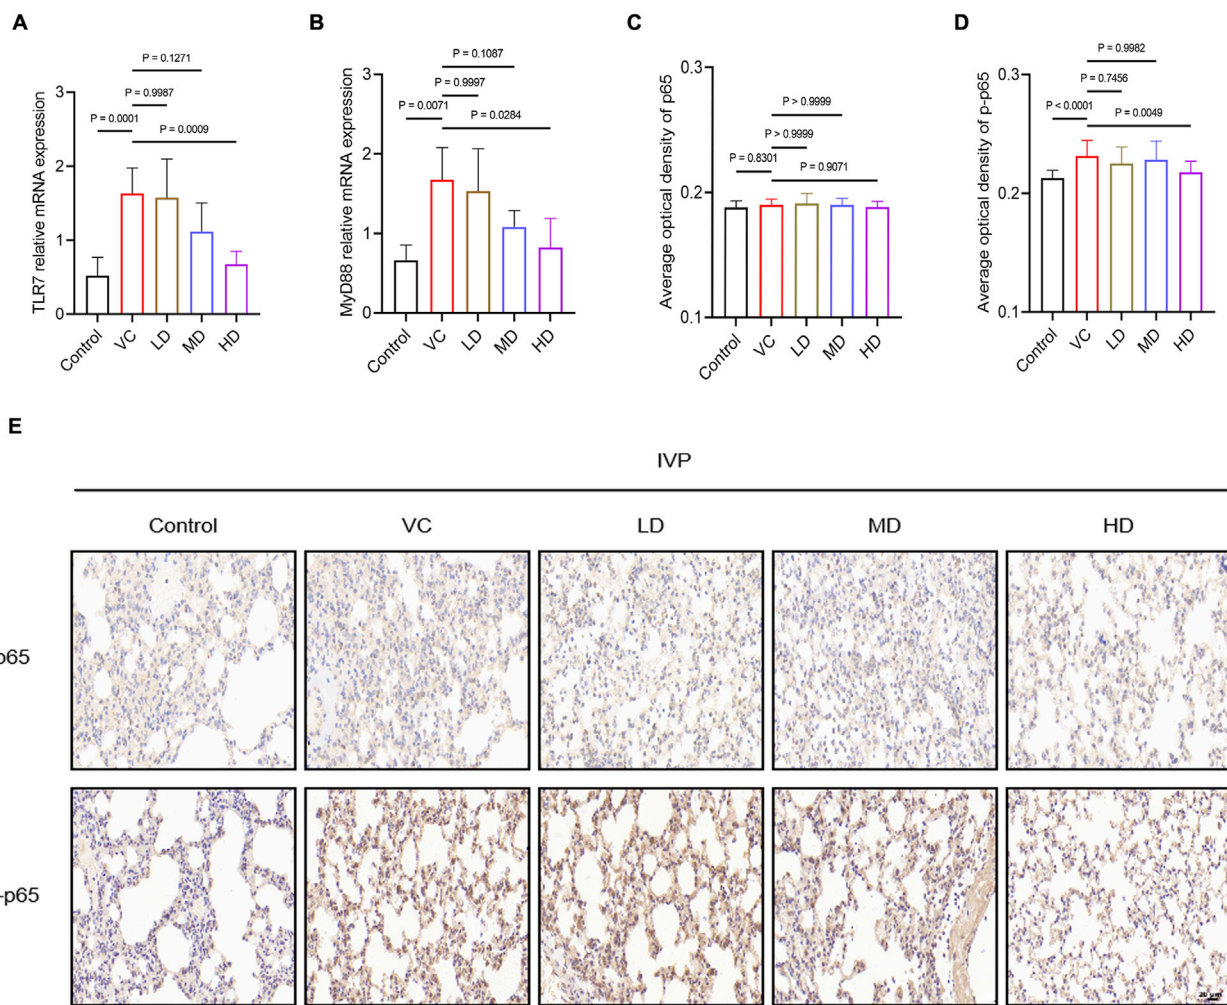 A
B
C
D
P = 0.1271
P = 0.9987
P = 0.0001
P = 0.0009
TLR7 relative mRNA expression
3
2
1
0
Control
VC
LD
MD
HD
P = 0.1087
P = 0.9997
P = 0.0071
P = 0.0284
MyD88 relative mRNA expression
3
2
1
0
Control
VC
LD
MD
HD
P > 0.9999
P > 0.9999
P = 0.8301
P = 0.9071
Average optical density of p65
0.3
0.2
0.1
Control
VC
LD
MD
HD
P = 0.9982
P = 0.7456
P < 0.0001
P = 0.0049
Average optical density of p-p65
0.3
0.2
0.1
Control
VC
LD
MD
HD
E
IVP
Control
VC
LD
MD
HD
p65
-p65
20 μm